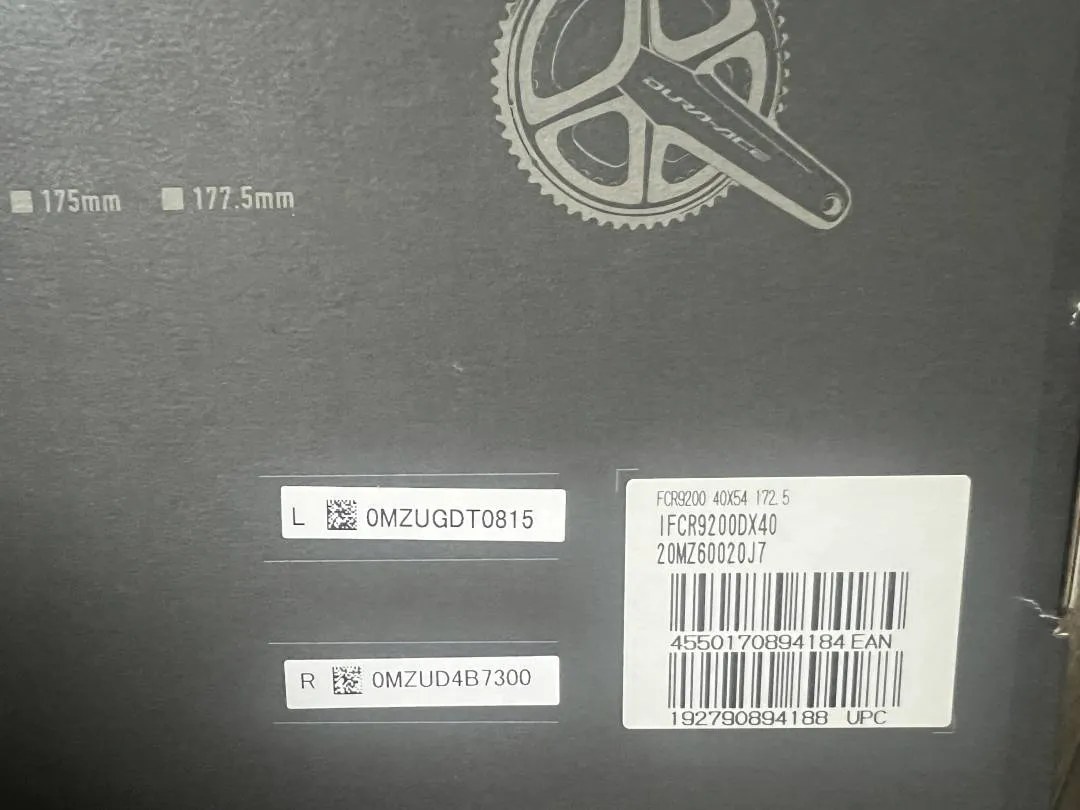 DURA-ACE
175mm 177.5mm
L 0MZUGDT0815
R 0MZUD4B7300
FCR9200 40X54 172.5
IFCR9200DX40
20MZ60020J7
4550170894184 EAN
192790894188 UPC